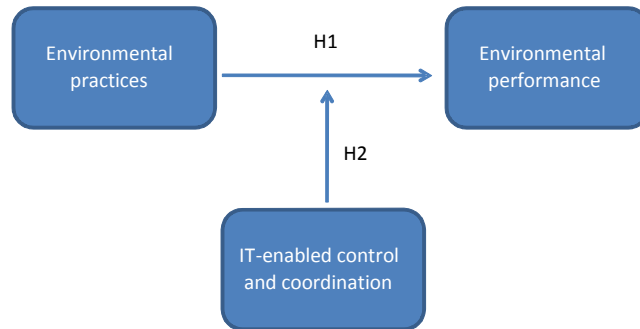 Environmental
practices
H1
Environmental
performance
H2
IT-enabled control
and coordination